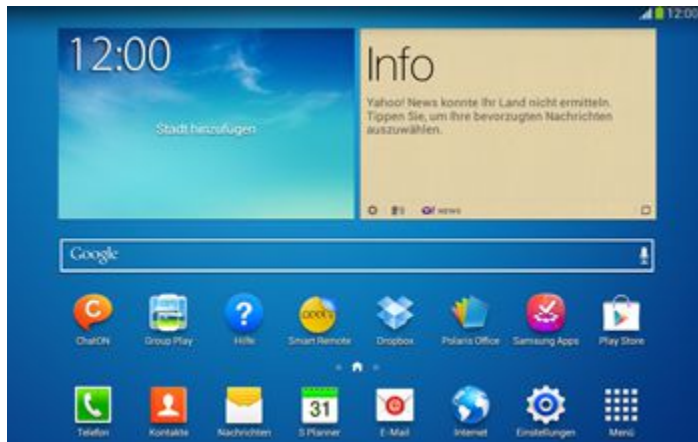 12:00
12:00
Stadt hinzufügen
Info
Yahoo! News konnte Ihr Land nicht ermitteln.
Tippen Sie, um Ihre bevorzugten Nachrichten
auszuwählen.
NEWS
Google
ChatON
Group Play
Hilfe
Smart Remote
Dropbox
Polaris Office
Samsung Apps
Play Store
31
Telefon
Kontakte
Nachrichten
S Planner
E-Mail
Internet
Einstellungen
Menü